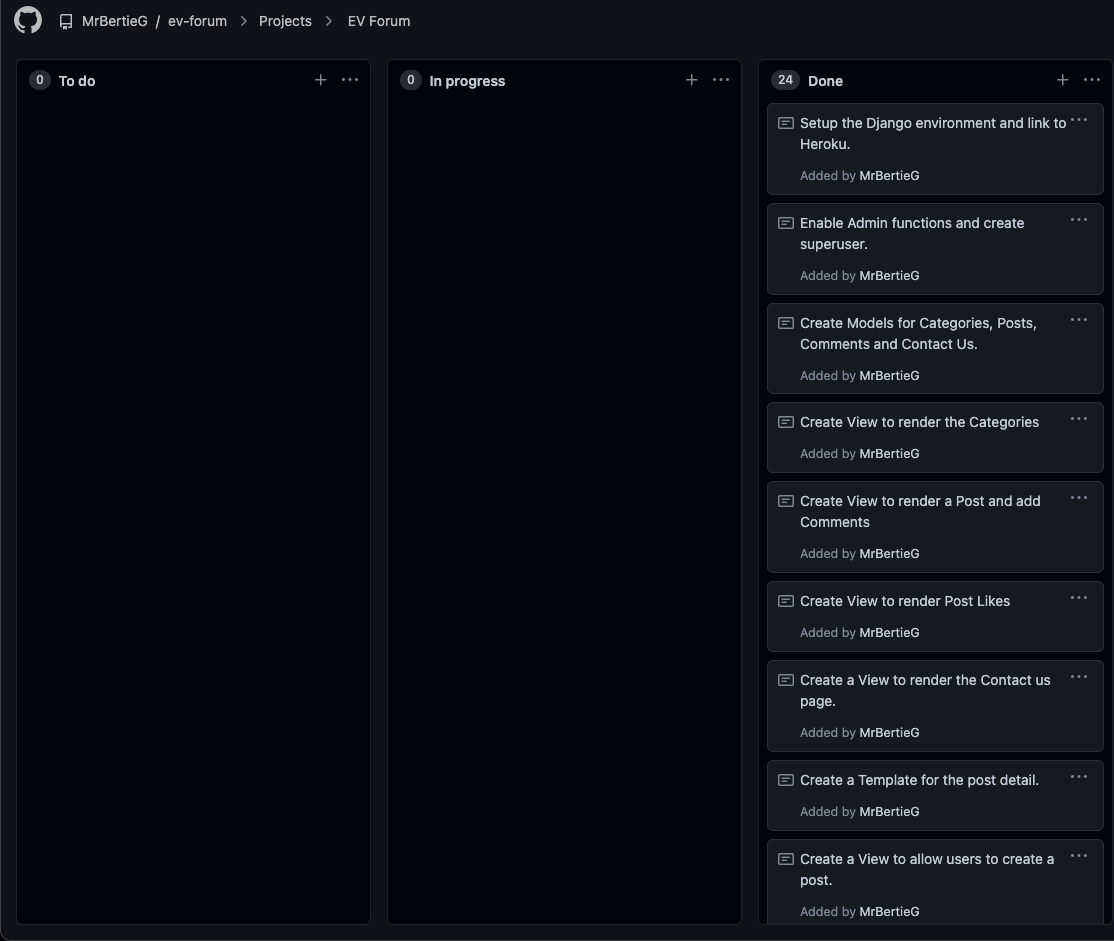 MrBertieG / ev-forum > Projects > EV Forum
0 To do
0 In progress
24 Done
Setup the Django environment and link to
Heroku.
Added by MrBertieG
Enable Admin functions and create
superuser.
Added by MrBertieG
Create Models for Categories, Posts,
Comments and Contact Us.
Added by MrBertieG
Create View to render the Categories
Added by MrBertieG
Create View to render a Post and add
Comments
Added by MrBertieG
Create View to render Post Likes
Added by MrBertieG
Create a View to render the Contact us
page.
Added by MrBertieG
Create a Template for the post detail.
Added by MrBertieG
Create a View to allow users to create a
post.
Added by MrBertieG